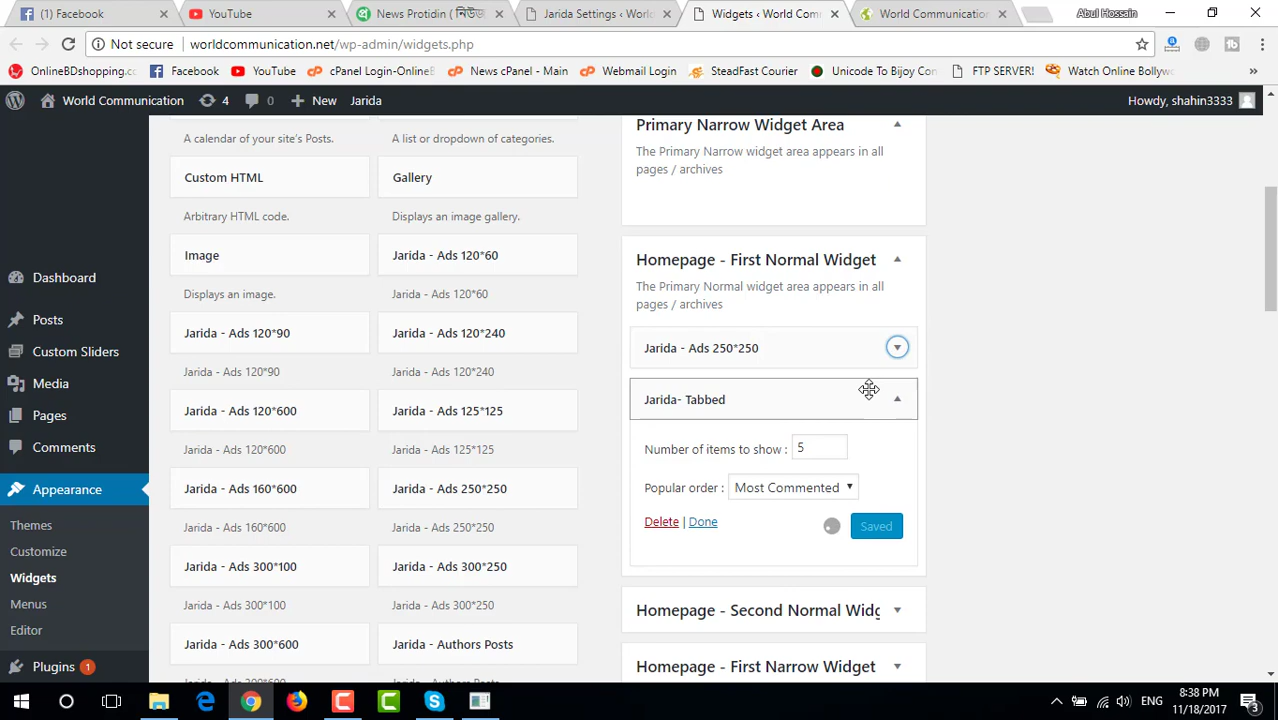 (1) Facebook
YouTube
News Protidin ( নিউজ
Jarida Settings ‹ World
Widgets ‹ World Comm
World Communication
Abul Hossain
Not secure
worldcommunication.net/wp-admin/widgets.php
OnlineBDshopping.cc
Facebook
YouTube
cPanel Login-OnlineB
News cPanel - Main
Webmail Login
SteadFast Courier
Unicode To Bijoy Con
FTP SERVER!
Watch Online Bollyw
»
World Communication
4
0
New
Jarida
Howdy, shahin3333
Dashboard
Posts
Custom Sliders
Media
Pages
Comments
Appearance
Themes
Customize
Widgets
Menus
Editor
Plugins 1
A calendar of your site's Posts.
A list or dropdown of categories.
Custom HTML
Gallery
Arbitrary HTML code.
Displays an image gallery.
Image
Jarida - Ads 120*60
Displays an image.
Jarida - Ads 120*60
Jarida - Ads 120*90
Jarida - Ads 120*240
Jarida - Ads 120*90
Jarida - Ads 120*240
Jarida - Ads 120*600
Jarida - Ads 125*125
Jarida - Ads 120*600
Jarida - Ads 125*125
Jarida - Ads 160*600
Jarida - Ads 250*250
Jarida - Ads 160*600
Jarida - Ads 250*250
Jarida - Ads 300*100
Jarida - Ads 300*250
Jarida - Ads 300*100
Jarida - Ads 300*250
Jarida - Ads 300*600
Jarida - Authors Posts
Primary Narrow Widget Area
The Primary Narrow widget area appears in all
pages / archives
Homepage - First Normal Widget
The Primary Normal widget area appears in all
pages / archives
Jarida - Ads 250*250
Jarida- Tabbed
Number of items to show : 5
Popular order : Most Commented
Delete | Done
Saved
Homepage - Second Normal Widg
Homepage - First Narrow Widget
ENG
8:38 PM
11/18/2017
3